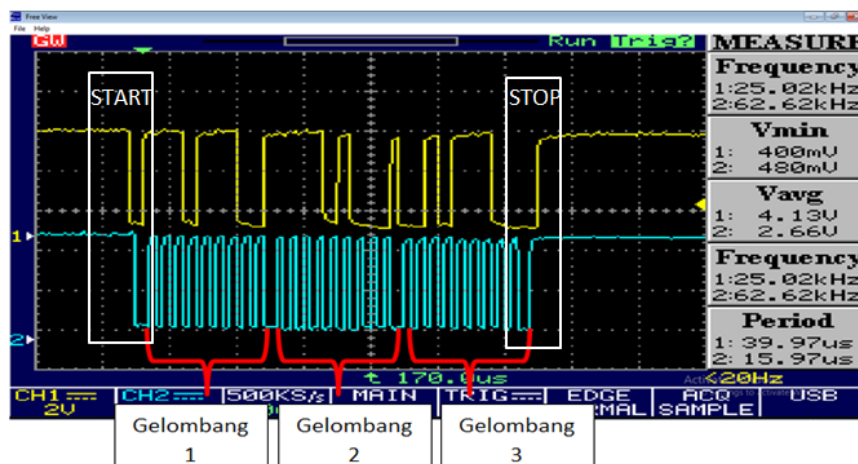 Free View
File Help
GW
Run Trig?
MEASURE
START
STOP
Frequency
1:25.02kHz
2:62.62kHz
Vmin
1: 400mV
2: 480mV
Vavg
1: 4.13V
2: 2.66V
Frequency
1:25.02kHz
2:62.62kHz
Period
1: 39.97us
2: 15.97us
1
2
170.0us
<20Hz
CH1
CH2
500KS/s
MAIN
TRIG
EDGE
ACQ
USB
2V
SAMPLE
Gelombang
1
Gelombang
2
Gelombang
3